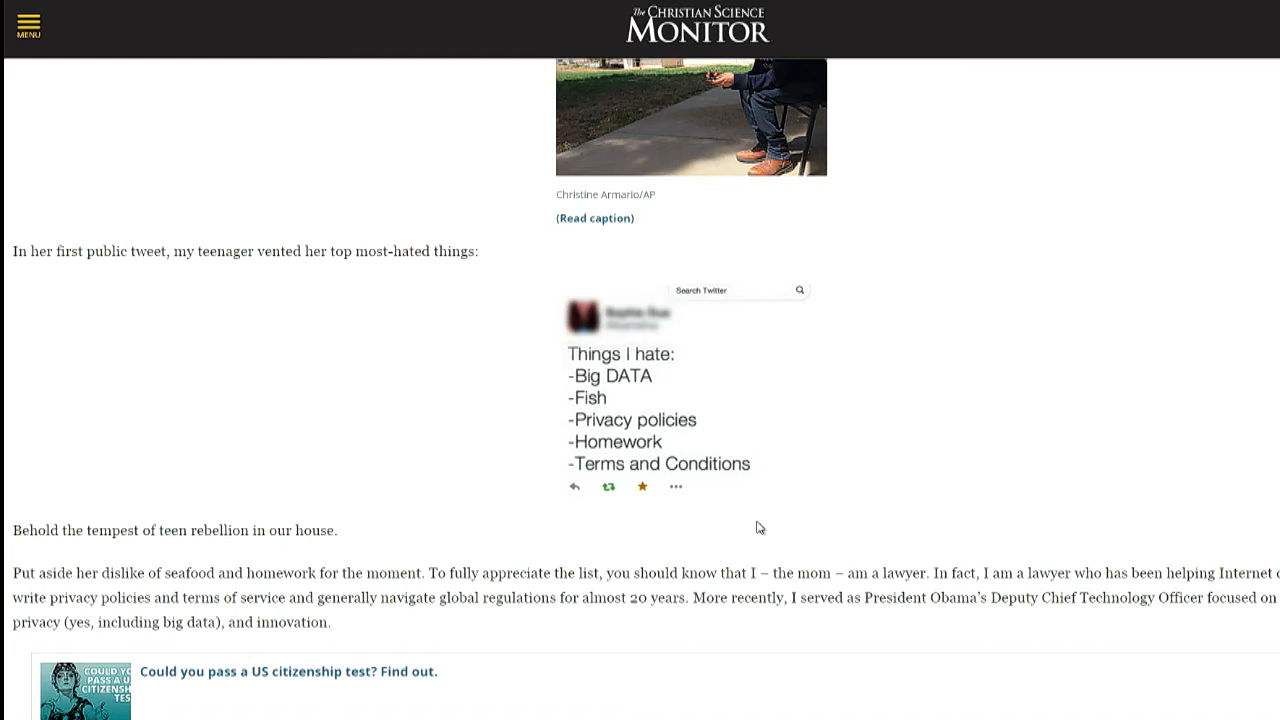 MENU
The CHRISTIAN SCIENCE
MONITOR
Christine Armario/AP
(Read caption)
In her first public tweet, my teenager vented her top most-hated things:
Search Twitter
Things I hate:
-Big DATA
-Fish
-Privacy policies
-Homework
-Terms and Conditions
Behold the tempest of teen rebellion in our house.
Put aside her dislike of seafood and homework for the moment. To fully appreciate the list, you should know that I – the mom – am a lawyer. In fact, I am a lawyer who has been helping Internet
write privacy policies and terms of service and generally navigate global regulations for almost 20 years. More recently, I served as President Obama's Deputy Chief Technology Officer focused on
privacy (yes, including big data), and innovation.
Could you pass a US citizenship test? Find out.
COULD YO
PASS A U
CITIZENSH
TES